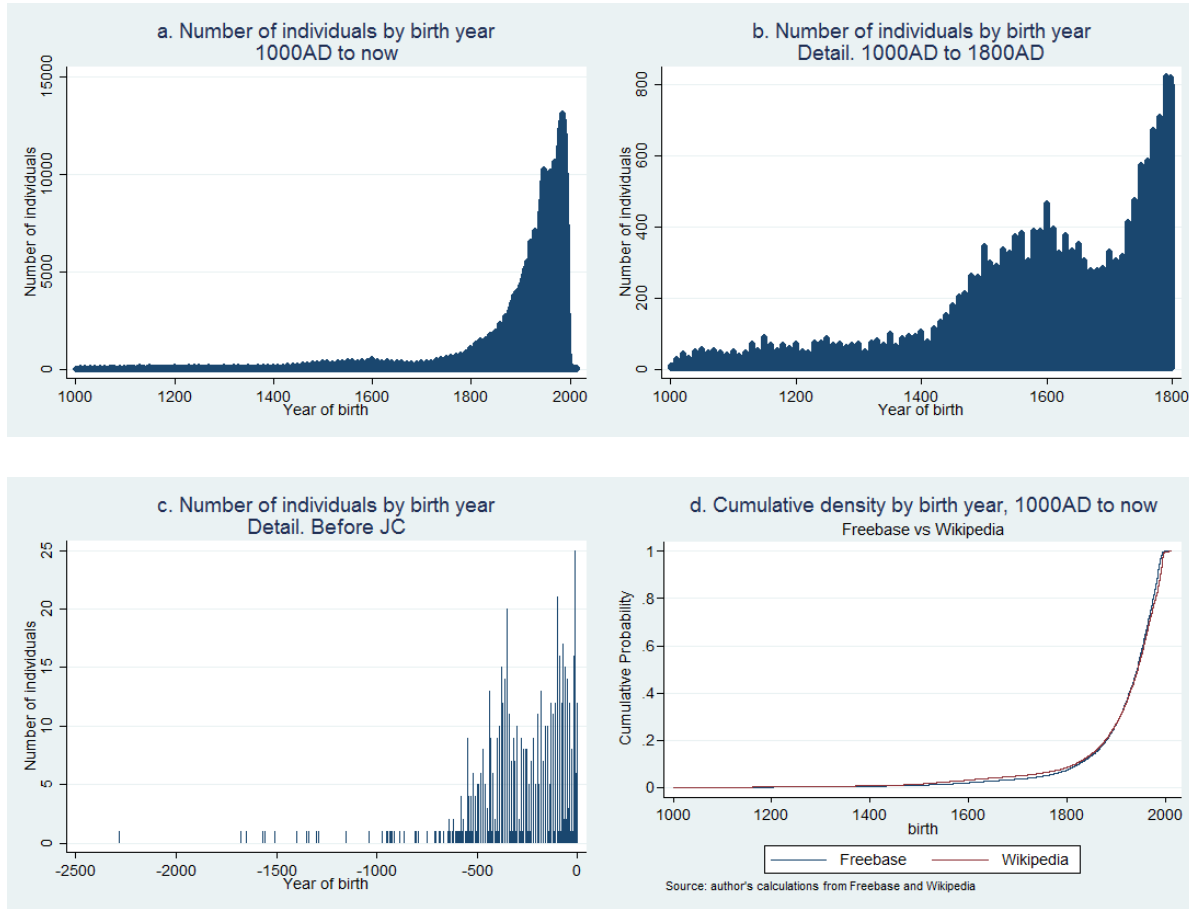 a. Number of individuals by birth year
1000AD to now
Number of individuals
15000
10000
5000
0
1000 1200 1400 1600 1800 2000
Year of birth
b. Number of individuals by birth year
Detail. 1000AD to 1800AD
Number of individuals
800
600
400
200
0
1000 1200 1400 1600 1800
Year of birth
c. Number of individuals by birth year
Detail. Before JC
Number of individuals
25
20
15
10
5
0
-2500 -2000 -1500 -1000 -500 0
Year of birth
d. Cumulative density by birth year, 1000AD to now
Freebase vs Wikipedia
Cumulative Probability
1
.8
.6
.4
.2
0
1000 1200 1400 1600 1800 2000
birth
Freebase Wikipedia
Source: author's calculations from Freebase and Wikipedia